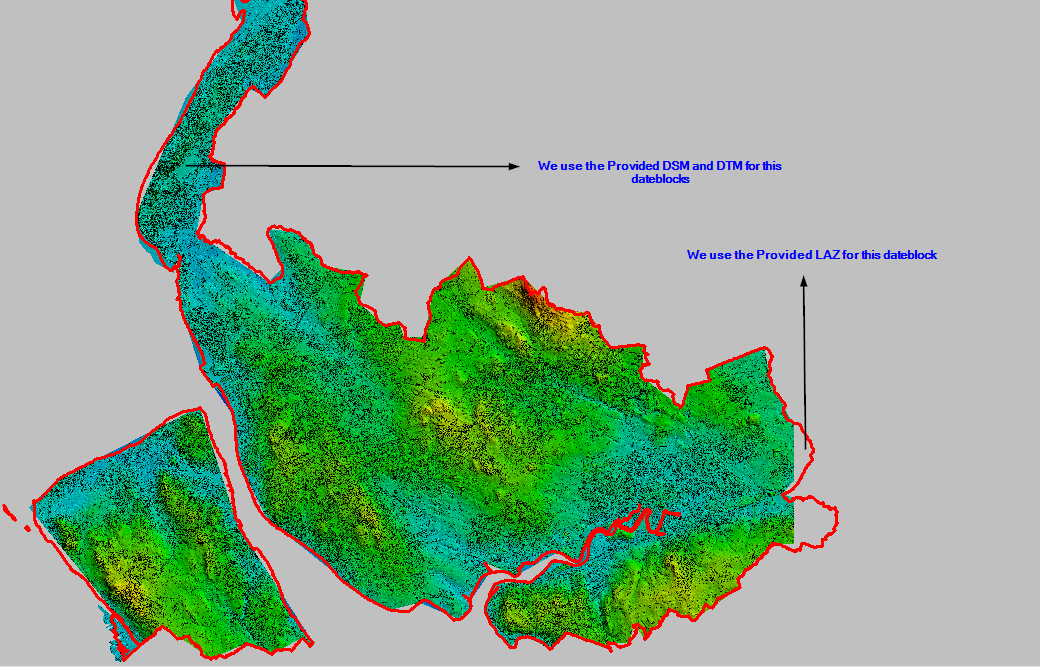 We use the Provided DSM and DTM for this
dateblocks
We use the Provided LAZ for this dateblock